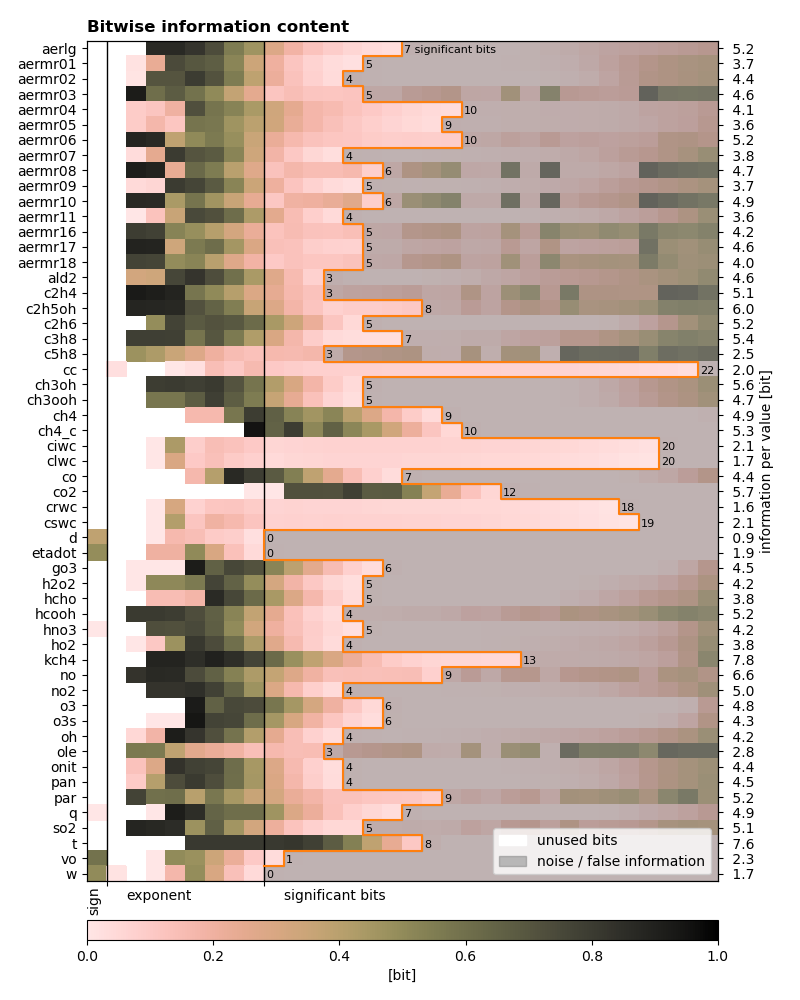 Bitwise information content
aerlg 7 significant bits 5.2
aermr01 5 3.7
aermr02 4 4.4
aermr03 5 4.6
aermr04 10 4.1
aermr05 9 3.6
aermr06 10 5.2
aermr07 4 3.8
aermr08 6 4.7
aermr09 5 3.7
aermr10 6 4.9
aermr11 4 3.6
aermr16 5 4.2
aermr17 5 4.6
aermr18 5 4.0
ald2 3 4.6
c2h4 3 5.1
c2h5oh 8 6.0
c2h6 5 5.2
c3h8 7 5.4
c5h8 3 2.5
cc 22 2.0
ch3oh 5 5.6
ch3ooh 5 4.7
ch4 9 4.9
ch4_c 10 5.3
ciwc 20 2.1
clwc 20 1.7
co 7 4.4
co2 12 5.7
crwc 18 1.6
cswc 19 2.1
d 0 0.9
etadot 0 1.9
go3 6 4.5
h2o2 5 4.2
hcho 5 3.8
hcooh 4 5.2
hno3 5 4.2
ho2 4 3.8
kch4 13 7.8
no 9 6.6
no2 4 5.0
o3 6 4.8
o3s 6 4.3
oh 4 4.2
ole 3 2.8
onit 4 4.4
pan 4 4.5
par 9 5.2
q 7 4.9
so2 5 5.1
t 8 7.6
vo 1 2.3
w 0 1.7
information per value [bit]
unused bits
noise / false information
sign
exponent
significant bits
0.0 0.2 0.4 0.6 0.8 1.0
[bit]